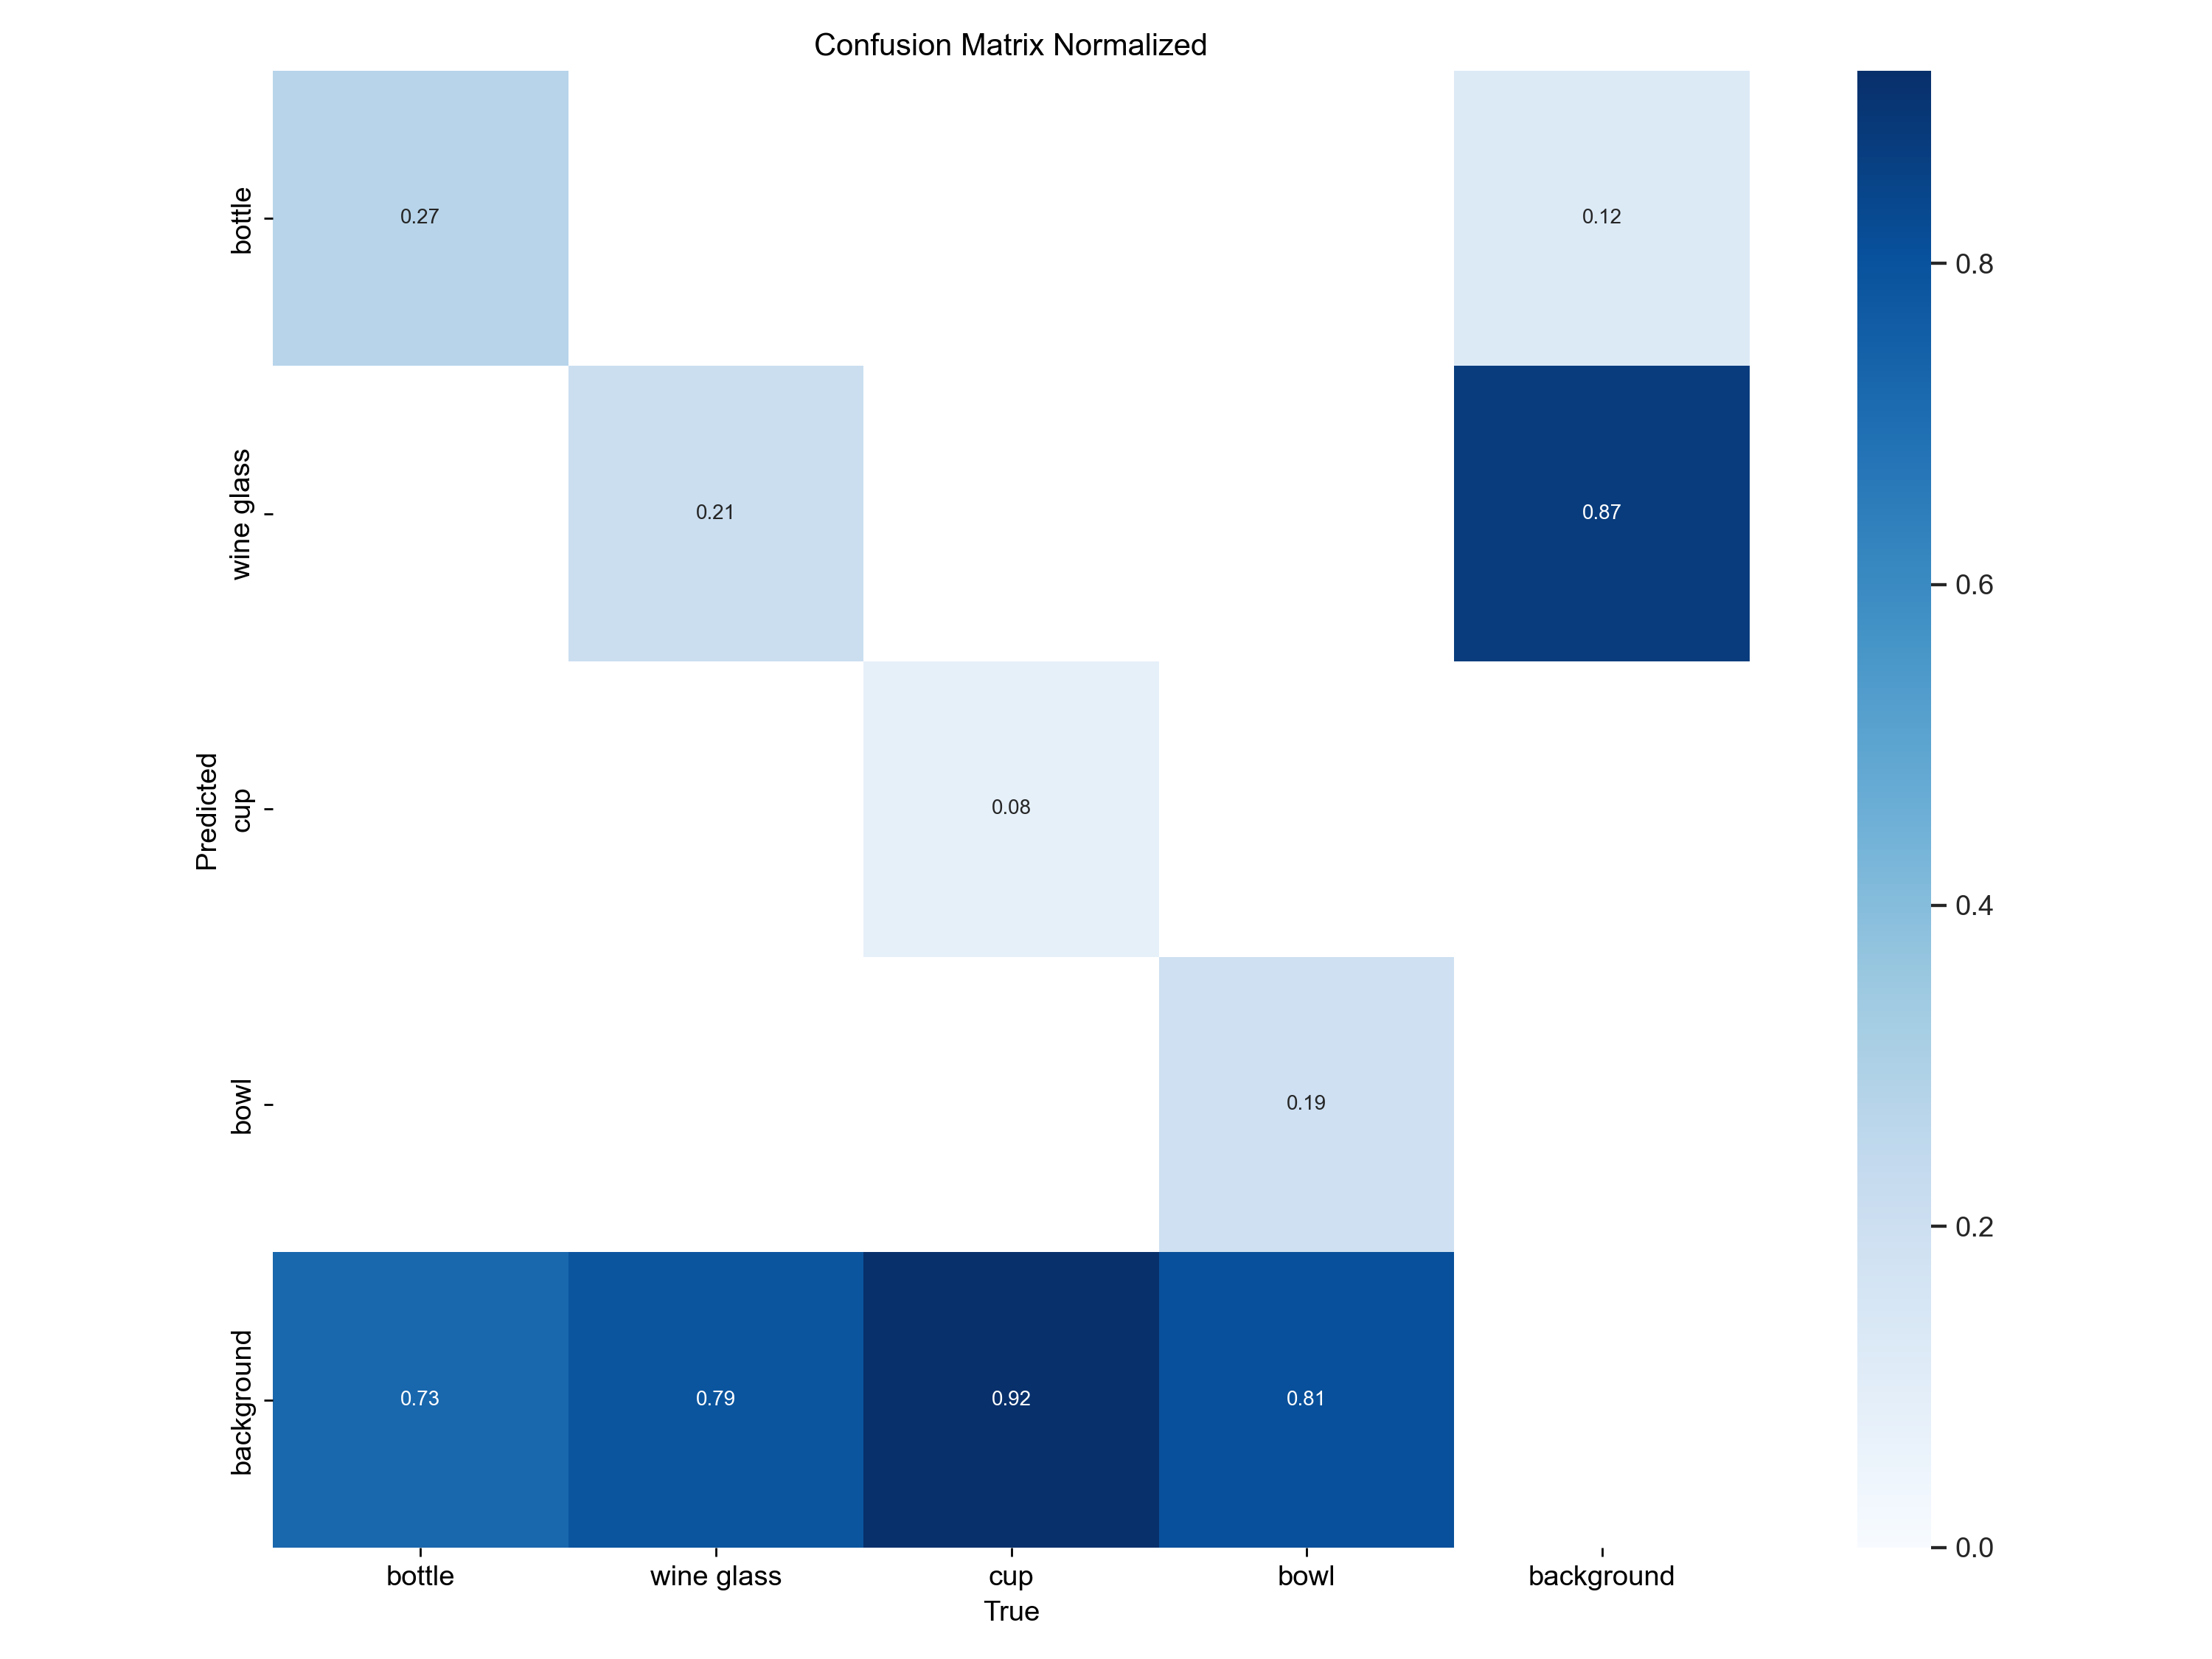 Confusion Matrix Normalized
bottle
0.27
0.12
0.8
wine glass
0.21
0.87
0.6
Predicted
cup
0.08
0.4
bowl
0.19
0.2
background
0.73
0.79
0.92
0.81
0.0
bottle
wine glass
cup
bowl
background
True